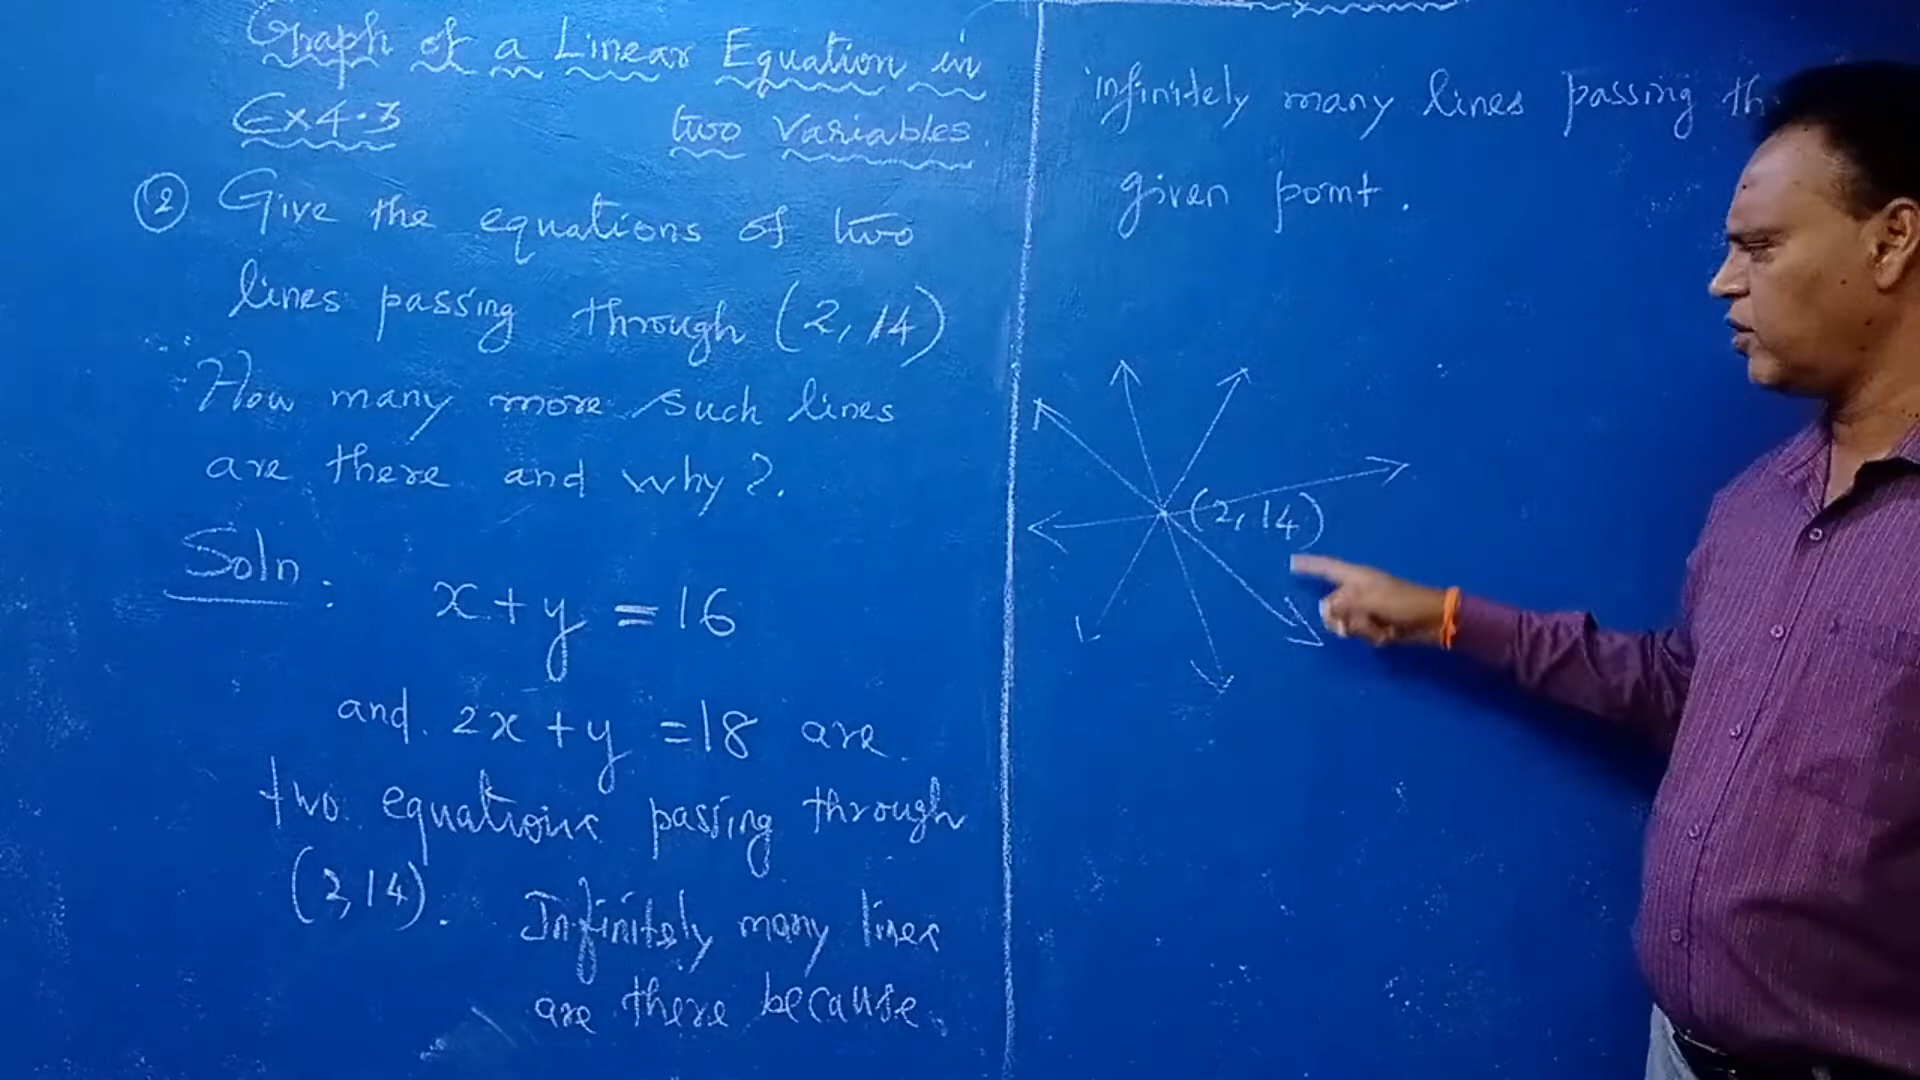 Graph of a Linear Equation in
Ex 4.3 two Variables.
② Give the equations of two
lines passing through (2, 14)
How many more such lines
are there and why?.
Soln :
x + y = 16
and. 2x + y = 18 are
two equations passing through
(2,14). Infinitely many lines
are there because.
infinitely many lines passing th
given point.
(2, 14)